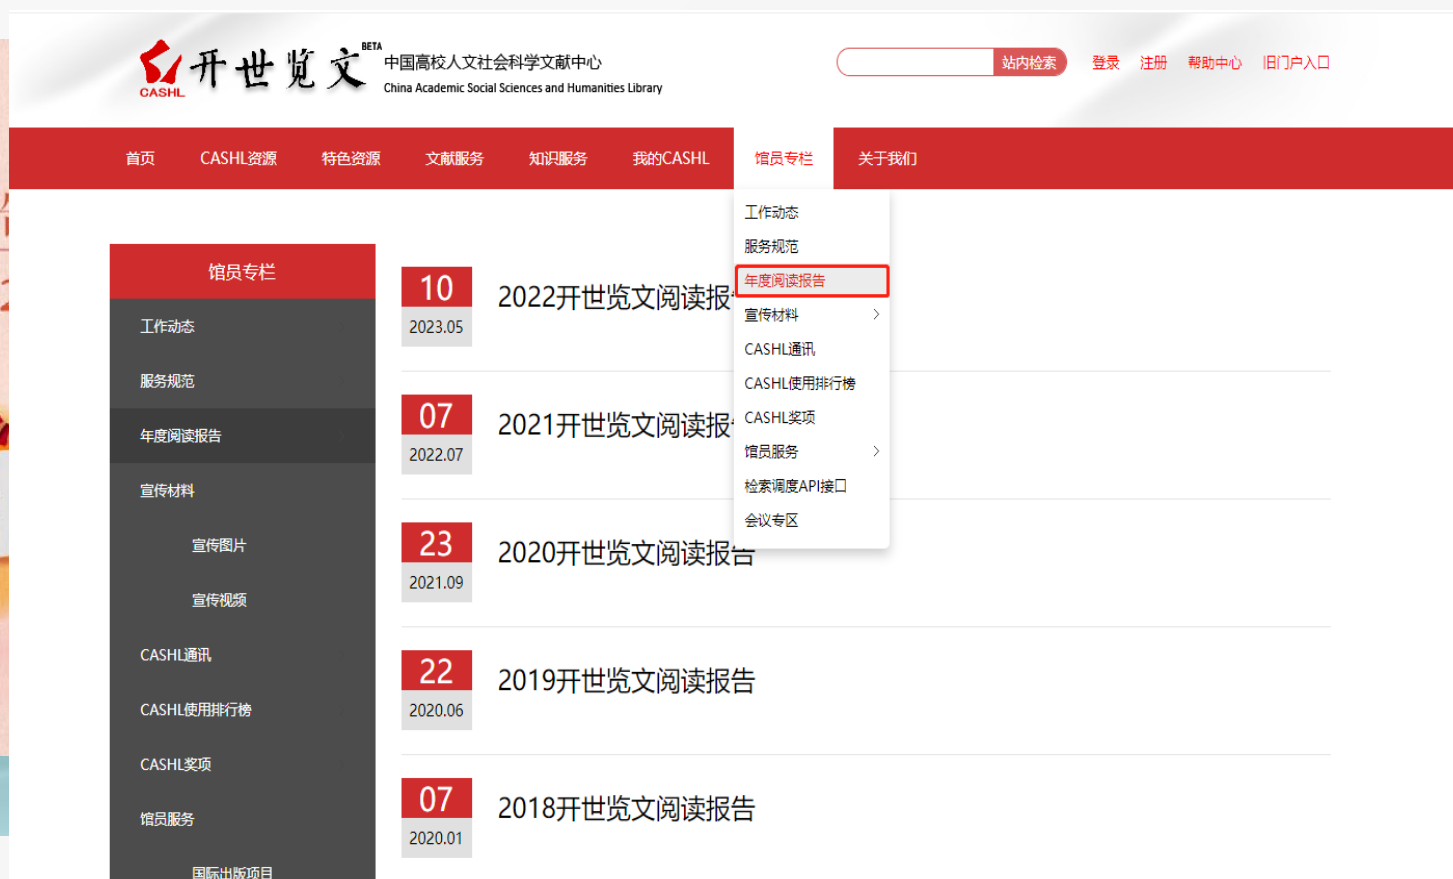 开世览文 BETA
CASHL
中国高校人文社会科学文献中心
China Academic Social Sciences and Humanities Library
站内检索
登录 注册 帮助中心 旧门户入口
首页 CASHL资源 特色资源 文献服务 知识服务 我的CASHL 馆员专栏 关于我们
工作动态
服务规范
年度阅读报告
宣传材料
CASHL通讯
CASHL使用排行榜
CASHL奖项
馆员服务
检索调度API接口
会议专区
馆员专栏
工作动态
服务规范
年度阅读报告
宣传材料
宣传图片
宣传视频
CASHL通讯
CASHL使用排行榜
CASHL奖项
馆员服务
国际出版项目
10
2023.05
2022开世览文阅读报
07
2022.07
2021开世览文阅读报
23
2021.09
2020开世览文阅读报告
22
2020.06
2019开世览文阅读报告
07
2020.01
2018开世览文阅读报告